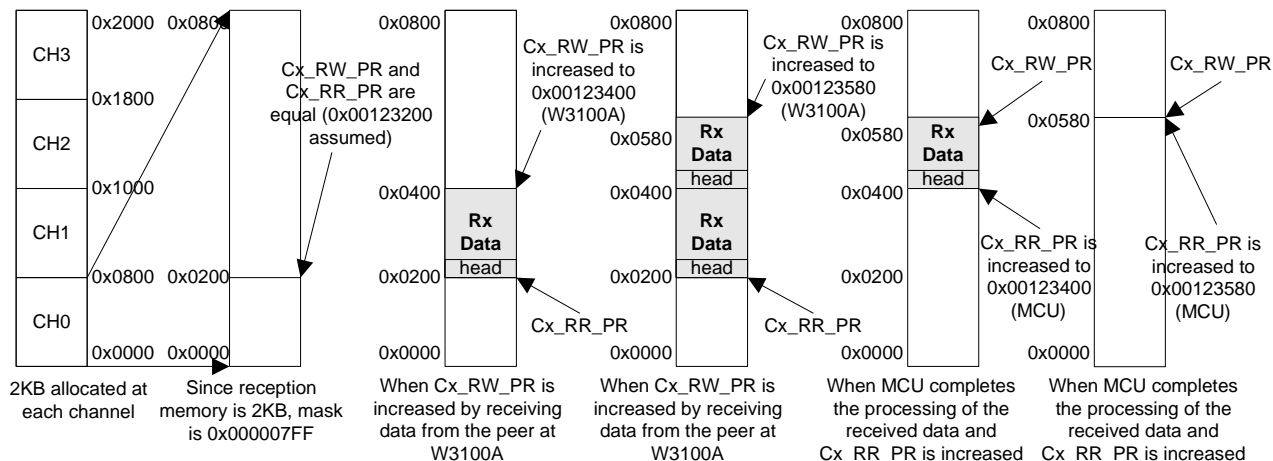 0x2000
CH3
0x1800
CH2
0x1000
CH1
0x0800
CH0
0x0000
2KB allocated at
each channel
0x0800
Cx_RW_PR and
Cx_RR_PR are
equal (0x00123200
assumed)
0x0200
0x0000
Since reception
memory is 2KB, mask
is 0x000007FF
0x0800
Cx_RW_PR is
increased to
0x00123400
(W3100A)
0x0400
Rx
Data
head
0x0200
Cx_RR_PR
0x0000
When Cx_RW_PR is
increased by receiving
data from the peer at
W3100A
0x0800
Cx_RW_PR is
increased to
0x00123580
(W3100A)
0x0580
Rx
Data
head
0x0400
Rx
Data
head
0x0200
Cx_RR_PR
0x0000
When Cx_RW_PR is
increased by receiving
data from the peer at
W3100A
0x0800
Cx_RW_PR
0x0580
Rx
Data
head
0x0400
Cx_RR_PR is
increased to
0x00123400
(MCU)
0x0200
0x0000
When MCU completes
the processing of the
received data and
Cx_RR_PR is increased
0x0800
Cx_RW_PR
0x0580
Cx_RR_PR is
increased to
0x00123580
(MCU)
0x0000
When MCU completes
the processing of the
received data and
Cx_RR_PR is increased